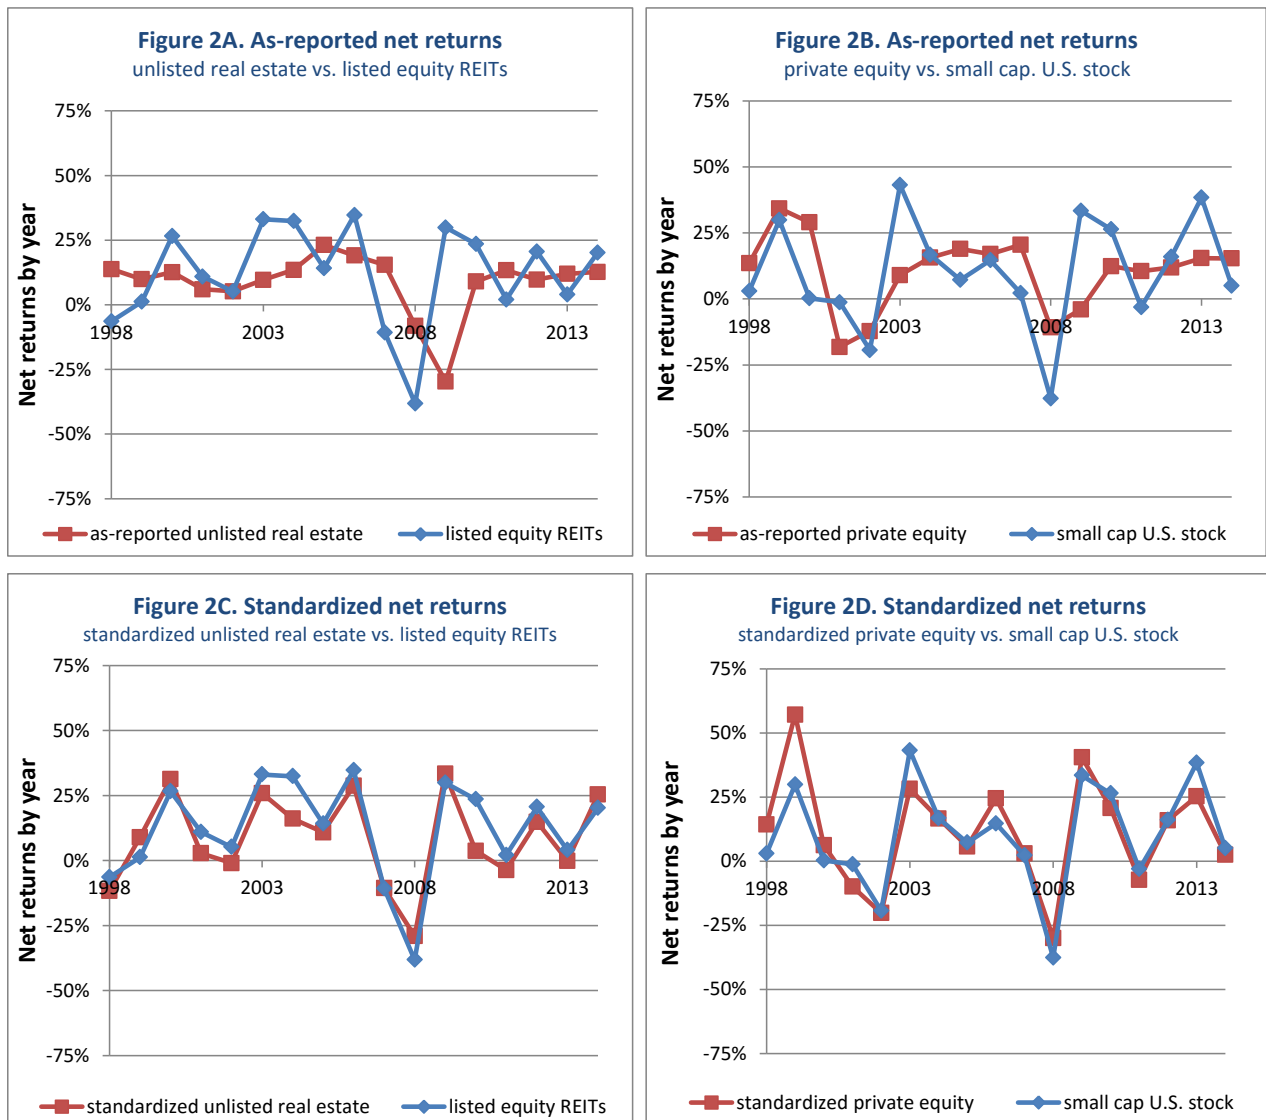 Figure 2A. As-reported net returns
unlisted real estate vs. listed equity REITs
Net returns by year
75%
50%
25%
0%
-25%
-50%
-75%
1998
2003
2008
2013
as-reported unlisted real estate
listed equity REITs
Figure 2B. As-reported net returns
private equity vs. small cap. U.S. stock
Net returns by year
75%
50%
25%
0%
-25%
-50%
-75%
1998
2003
2008
2013
as-reported private equity
small cap U.S. stock
Figure 2C. Standardized net returns
standardized unlisted real estate vs. listed equity REITs
Net returns by year
75%
50%
25%
0%
-25%
-50%
-75%
1998
2003
2008
2013
standardized unlisted real estate
listed equity REITs
Figure 2D. Standardized net returns
standardized private equity vs. small cap U.S. stock
Net returns by year
75%
50%
25%
0%
-25%
-50%
-75%
1998
2003
2008
2013
standardized private equity
small cap U.S. stock